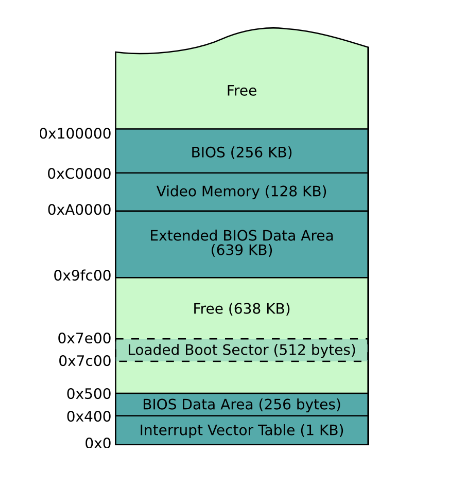 Free
0x100000
BIOS (256 KB)
0xC0000
Video Memory (128 KB)
0xA0000
Extended BIOS Data Area
(639 KB)
0x9fc00
Free (638 KB)
0x7e00
Loaded Boot Sector (512 bytes)
0x7c00
0x500
BIOS Data Area (256 bytes)
0x400
Interrupt Vector Table (1 KB)
0x0